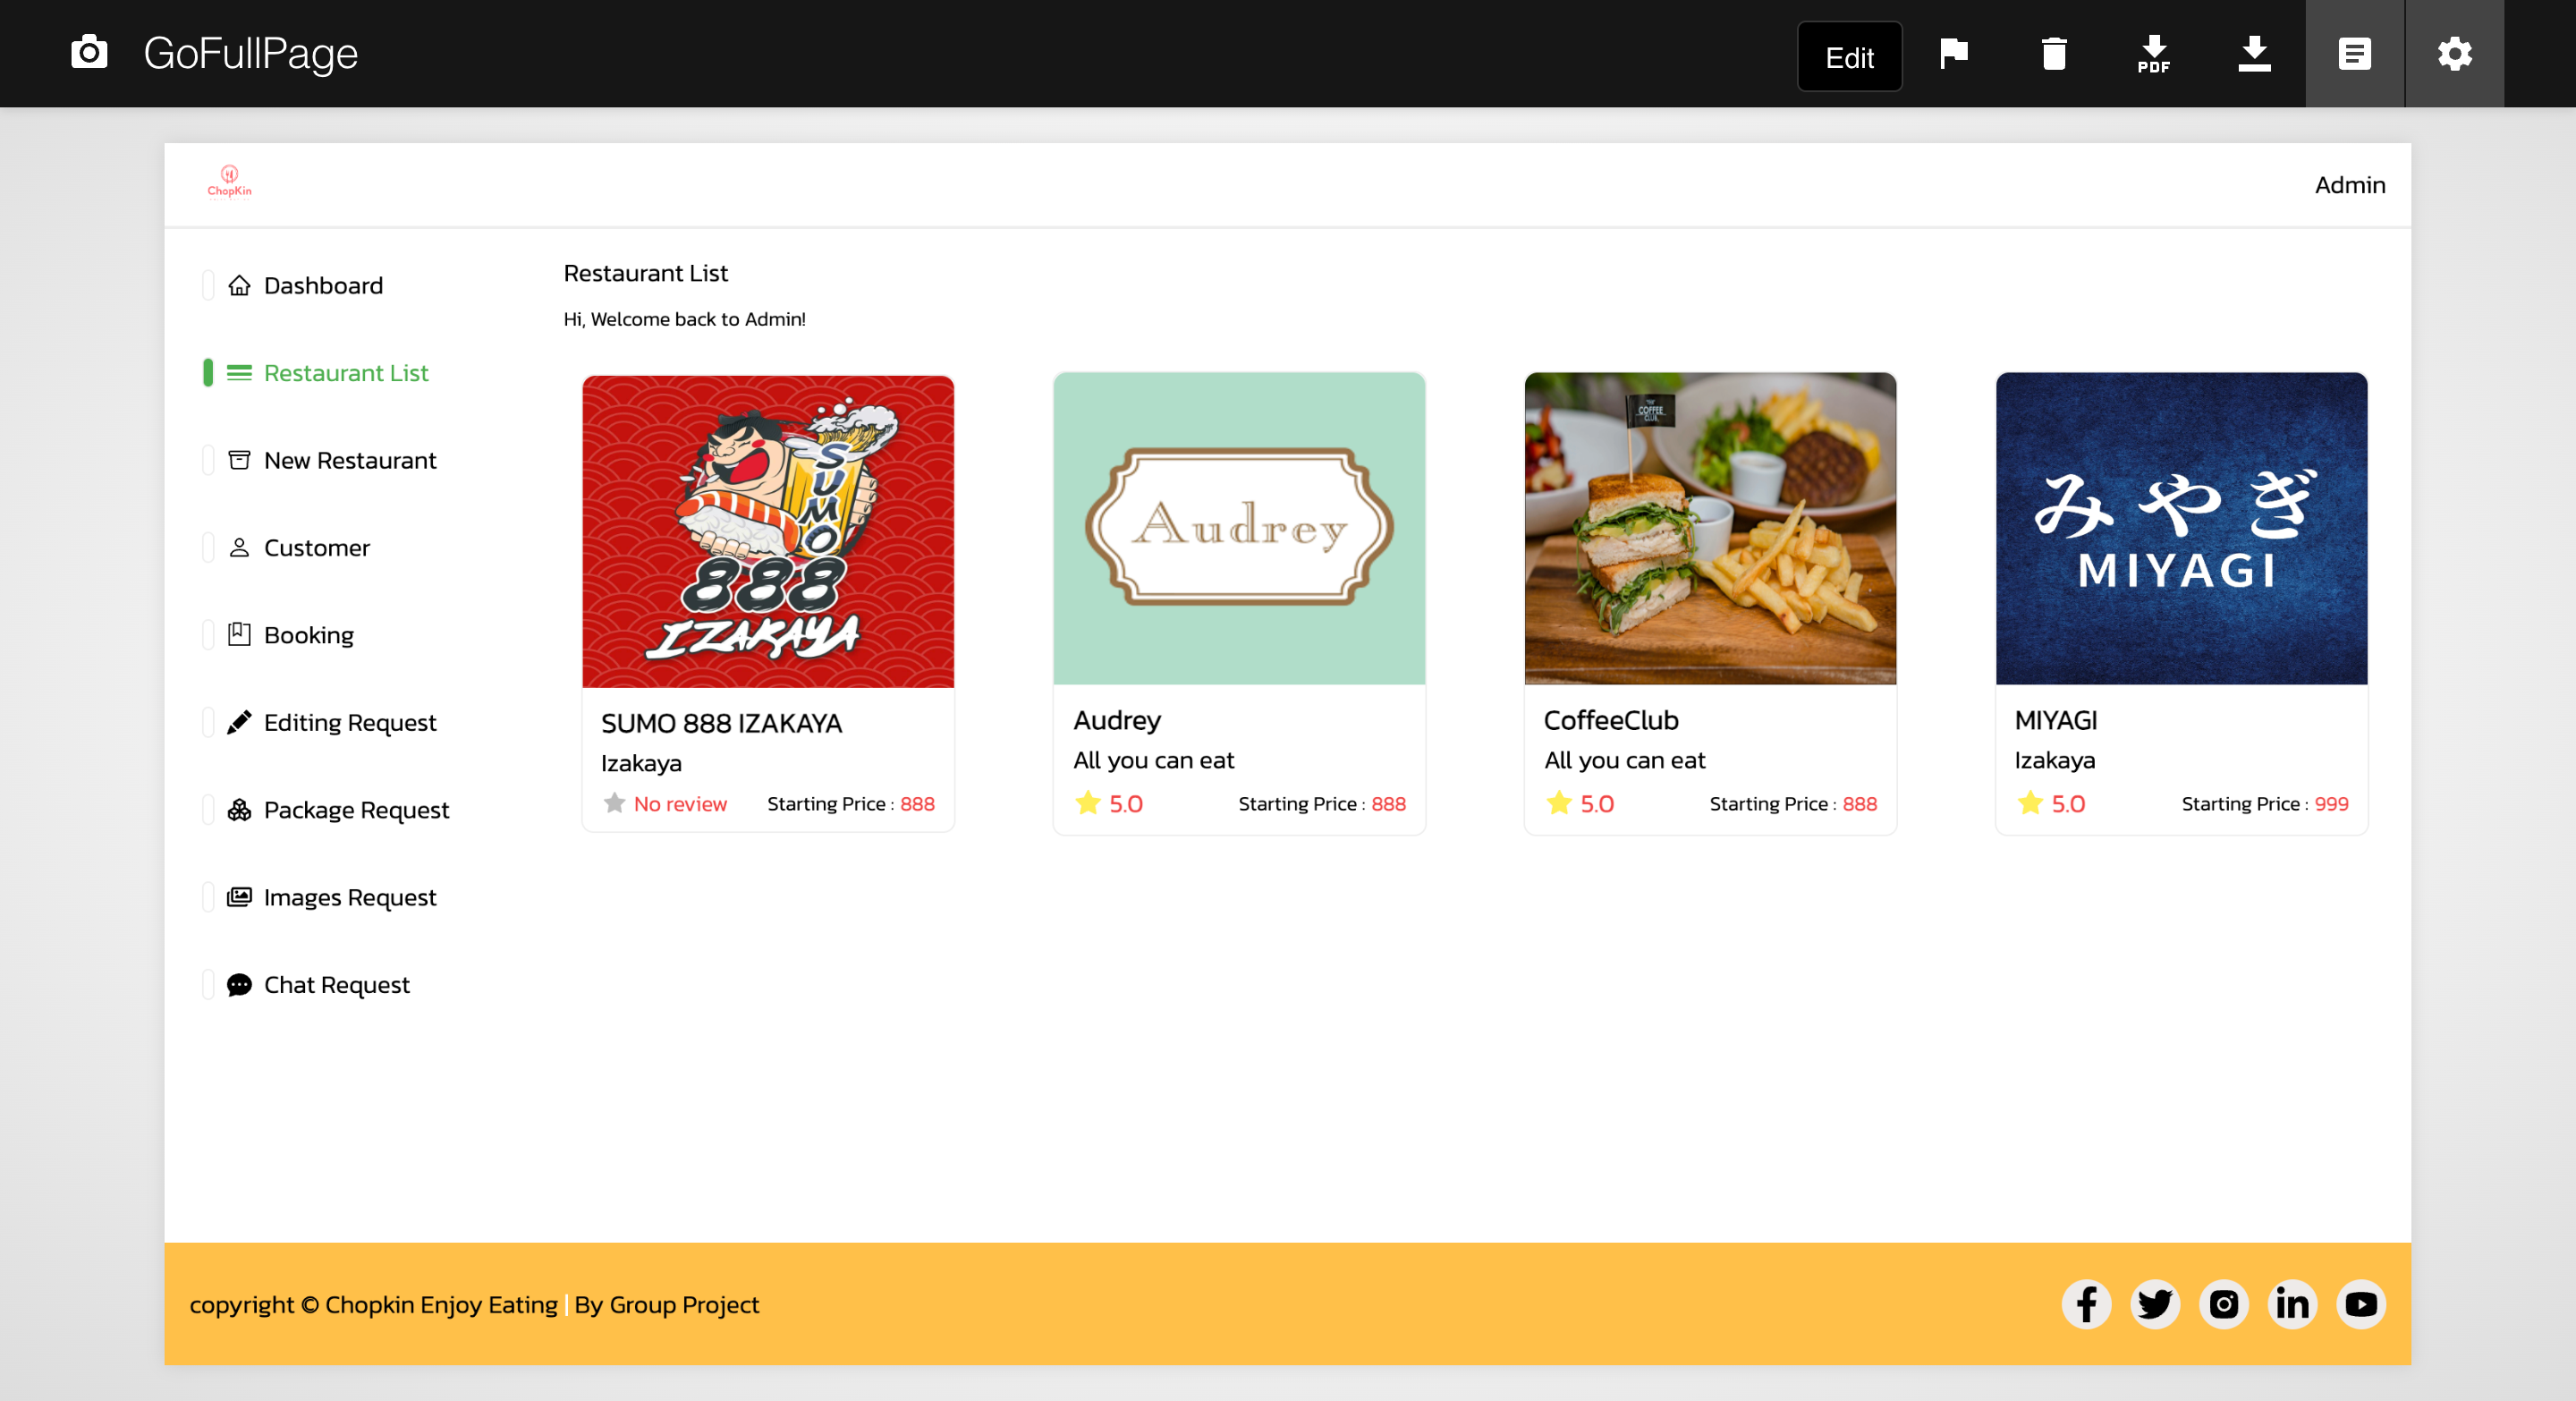 GoFullPage
Edit
PDF
ChopKin
Admin
Dashboard
Restaurant List
New Restaurant
Customer
Booking
Editing Request
Package Request
Images Request
Chat Request
Restaurant List
Hi, Welcome back to Admin!
SUMO
888
IZAKAYA
SUMO 888 IZAKAYA
Izakaya
No review Starting Price : 888
Audrey
Audrey
All you can eat
5.0 Starting Price : 888
THE
COFFEE
CLUB
CoffeeClub
All you can eat
5.0 Starting Price : 888
みやぎ
MIYAGI
MIYAGI
Izakaya
5.0 Starting Price : 999
copyright © Chopkin Enjoy Eating | By Group Project